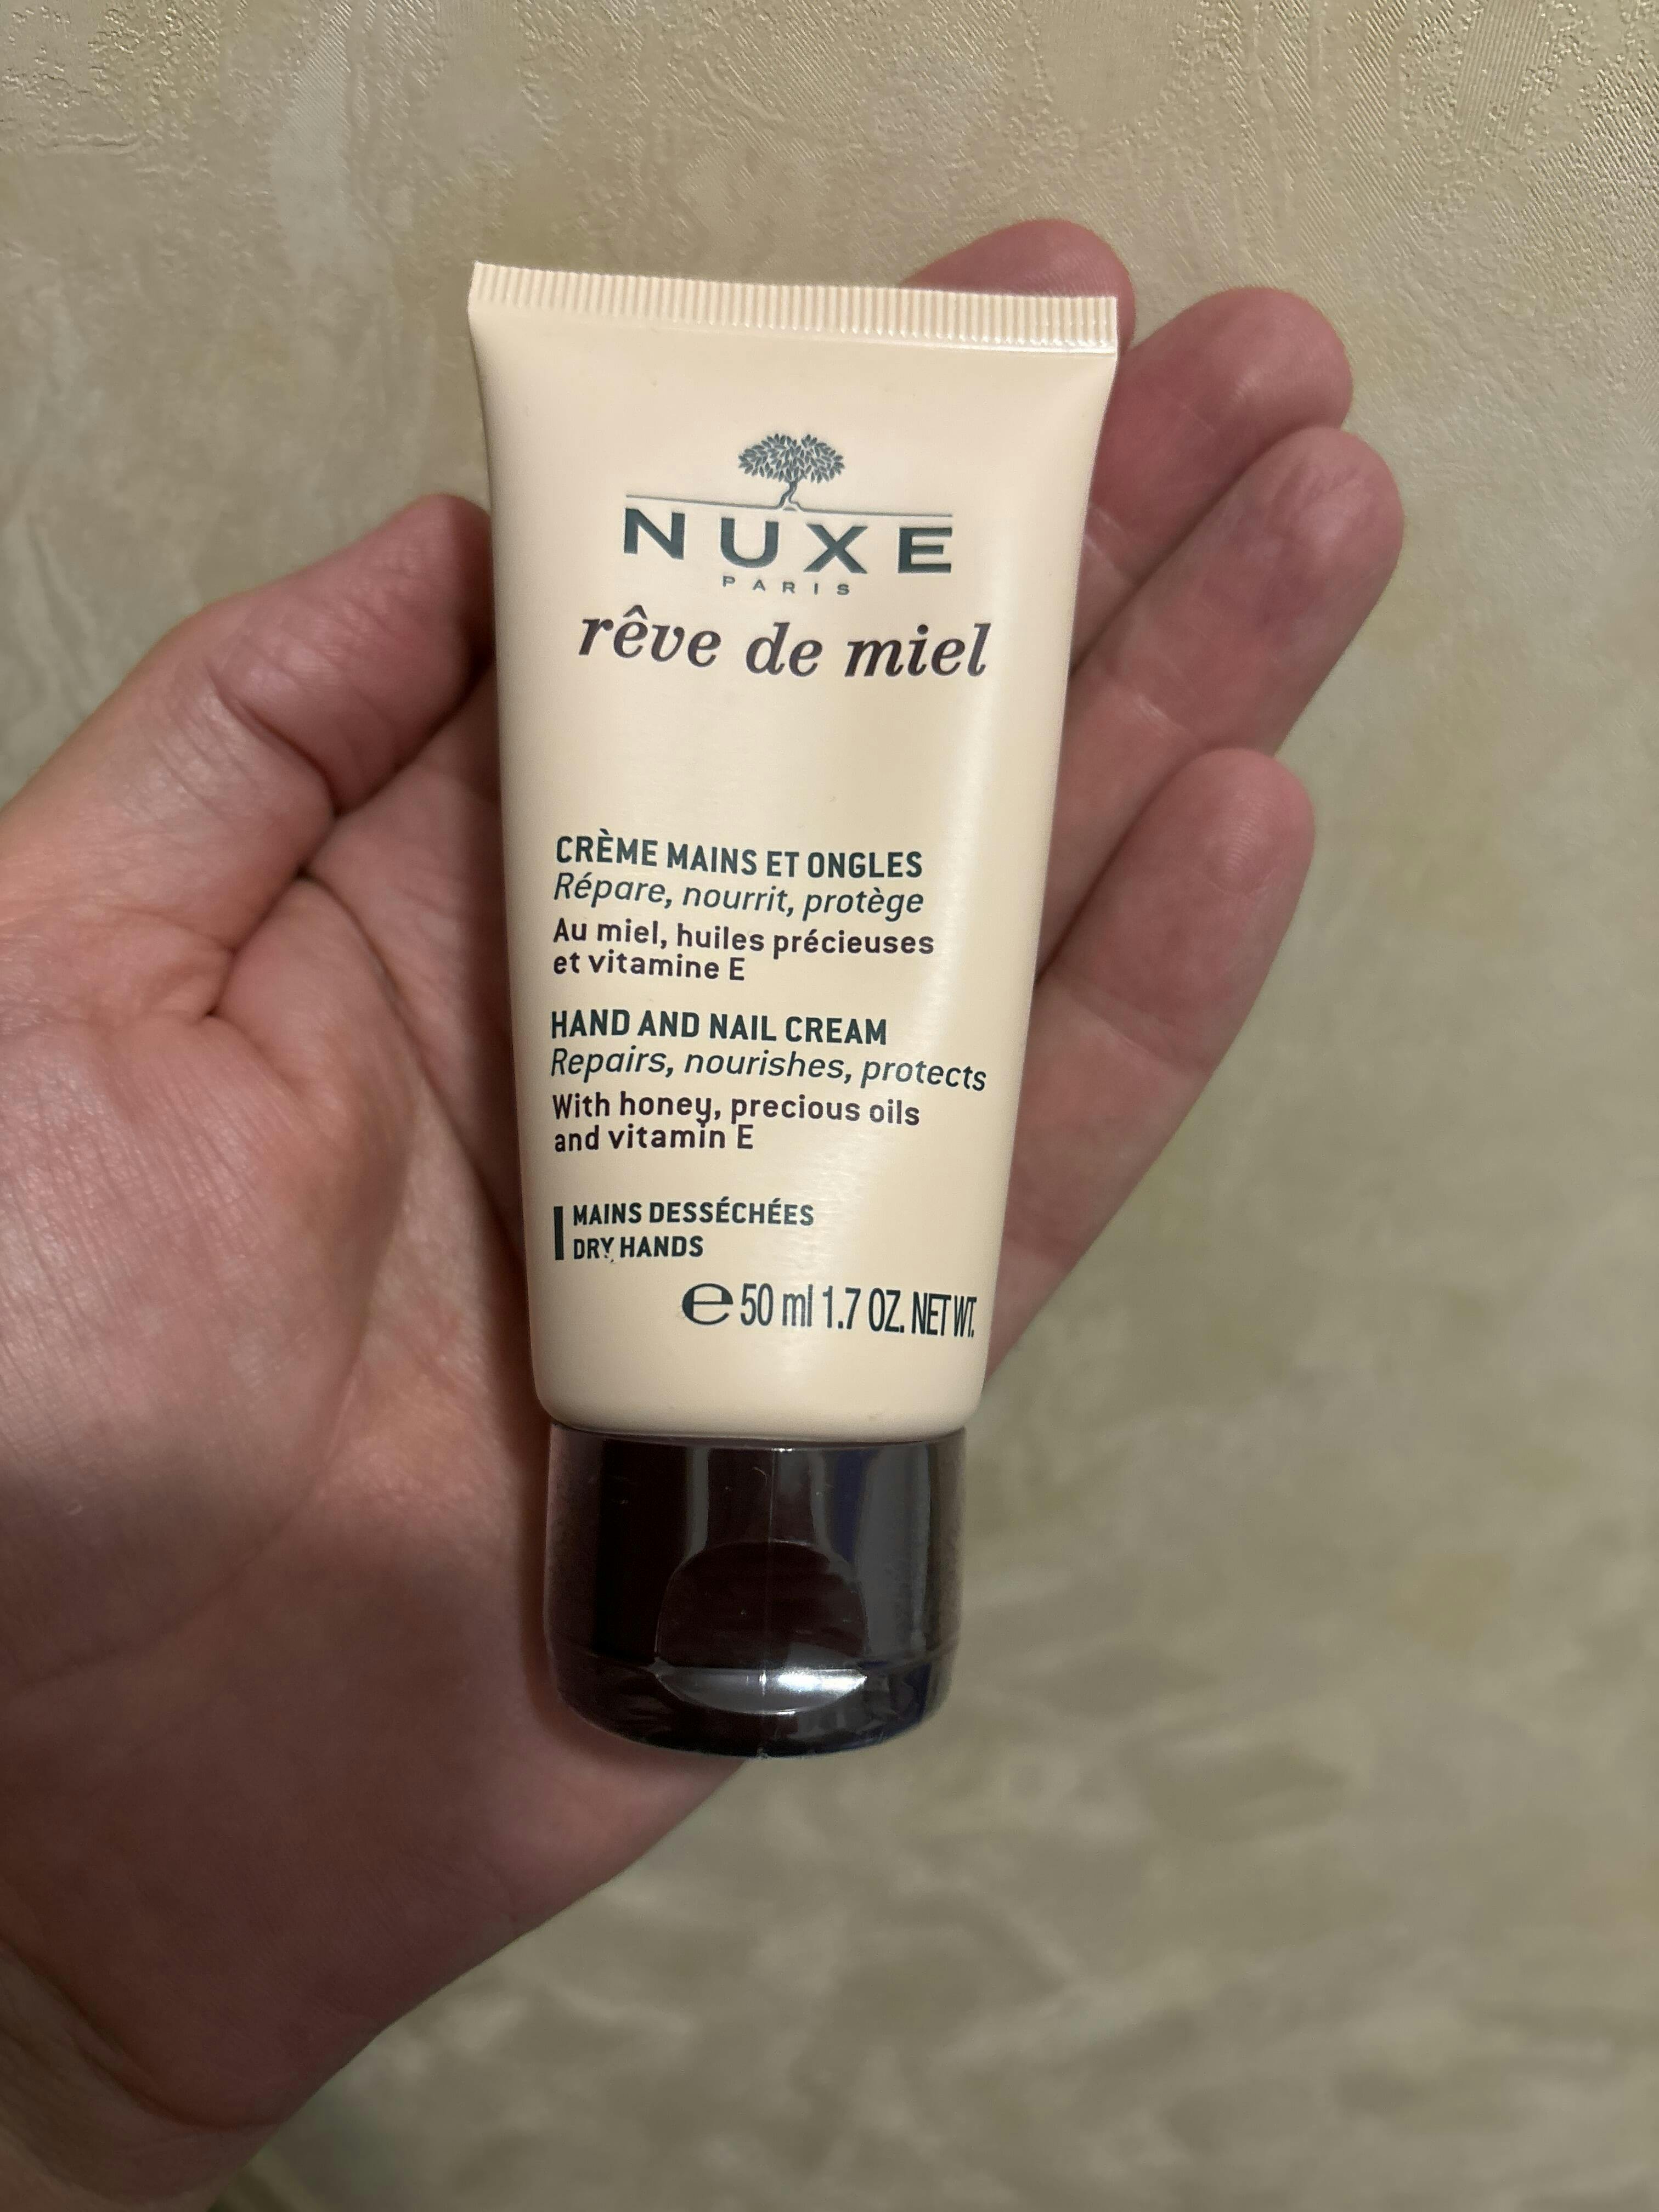 NUXE
PARIS
rêve de miel
CRÈME MAINS ET ONGLES
Répare, nourrit, protège
Au miel, huiles précieuses
et vitamine E
HAND AND NAIL CREAM
Repairs, nourishes, protects
With honey, precious oils
and vitamin E
MAINS DESSÉCHÉES
DRY HANDS
℮ 50 ml 1.7 OZ. NET WT.